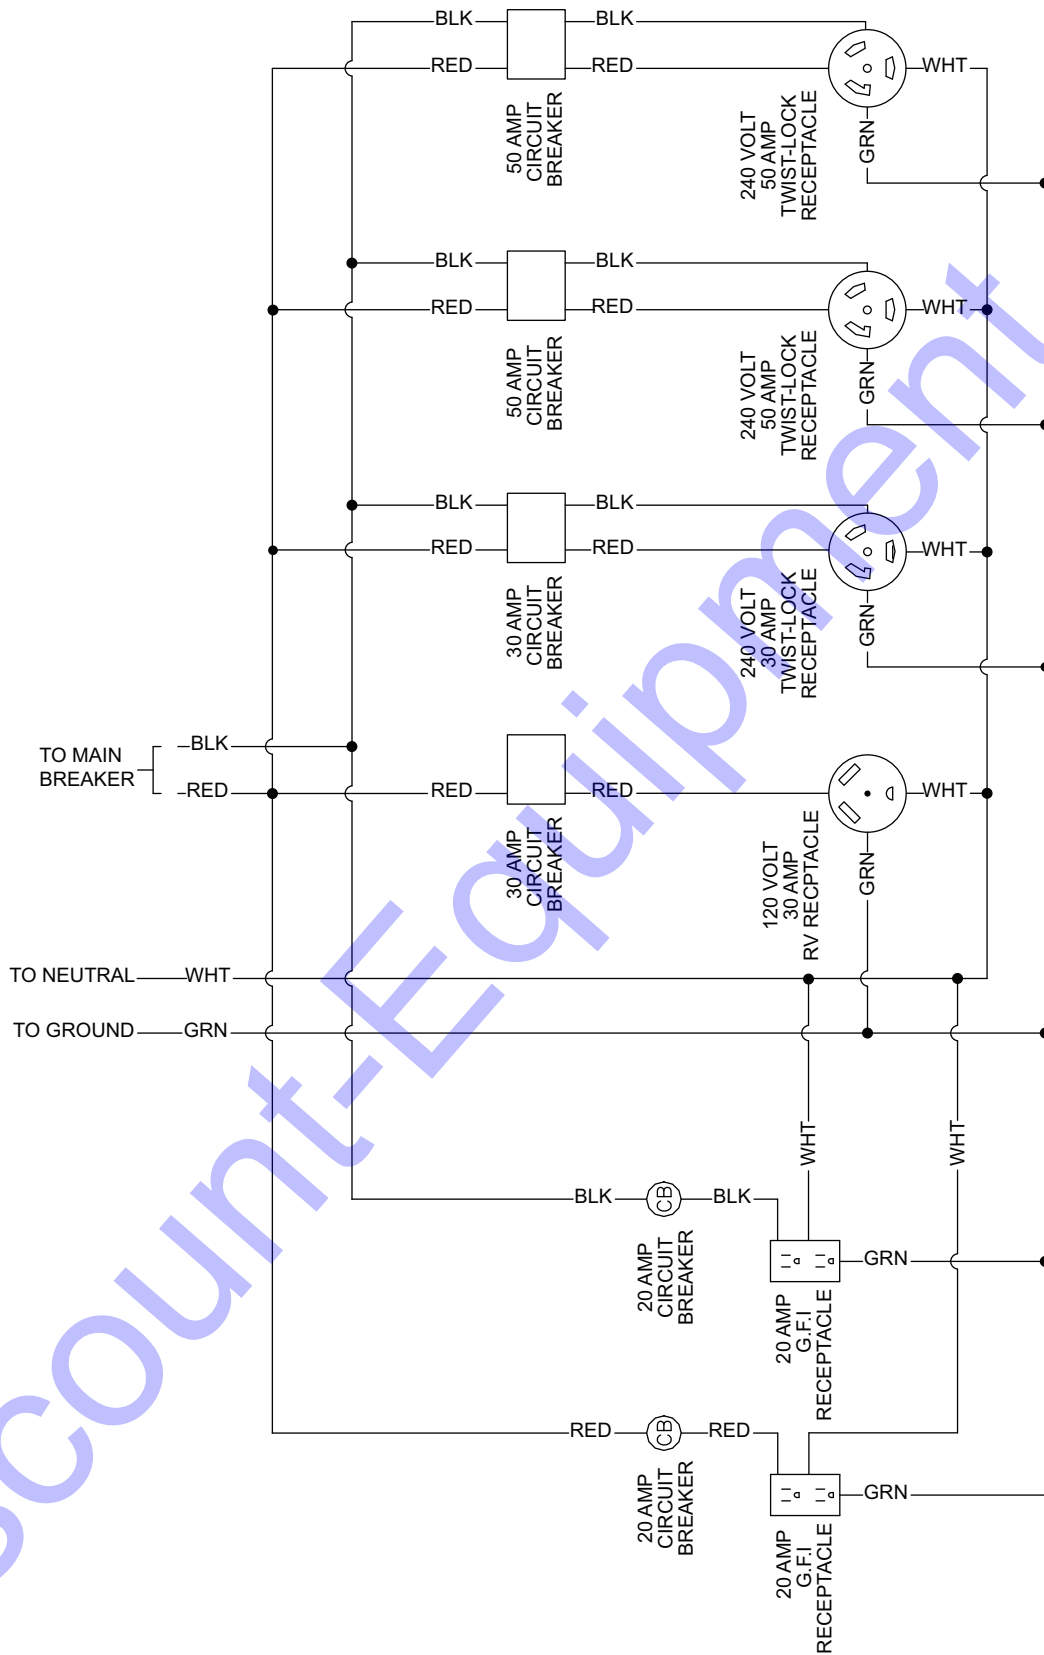 BLK
BLK
RED
RED
WHT
50 AMP
CIRCUIT
BREAKER
240 VOLT
50 AMP
TWIST-LOCK
RECEPTACLE
GRN
BLK
BLK
RED
RED
WHT
50 AMP
CIRCUIT
BREAKER
240 VOLT
50 AMP
TWIST-LOCK
RECEPTACLE
GRN
BLK
BLK
RED
RED
WHT
30 AMP
CIRCUIT
BREAKER
240 VOLT
30 AMP
TWIST-LOCK
RECEPTACLE
GRN
TO MAIN
BREAKER
BLK
RED
RED
RED
WHT
30 AMP
CIRCUIT
BREAKER
120 VOLT
30 AMP
RV RECPTACLE
GRN
TO NEUTRAL
WHT
TO GROUND
GRN
WHT
WHT
BLK
CB
BLK
20 AMP
CIRCUIT
BREAKER
GRN
20 AMP
G.F.I
RECEPTACLE
RED
CB
RED
20 AMP
CIRCUIT
BREAKER
GRN
20 AMP
G.F.I
RECEPTACLE
scount-Equipment